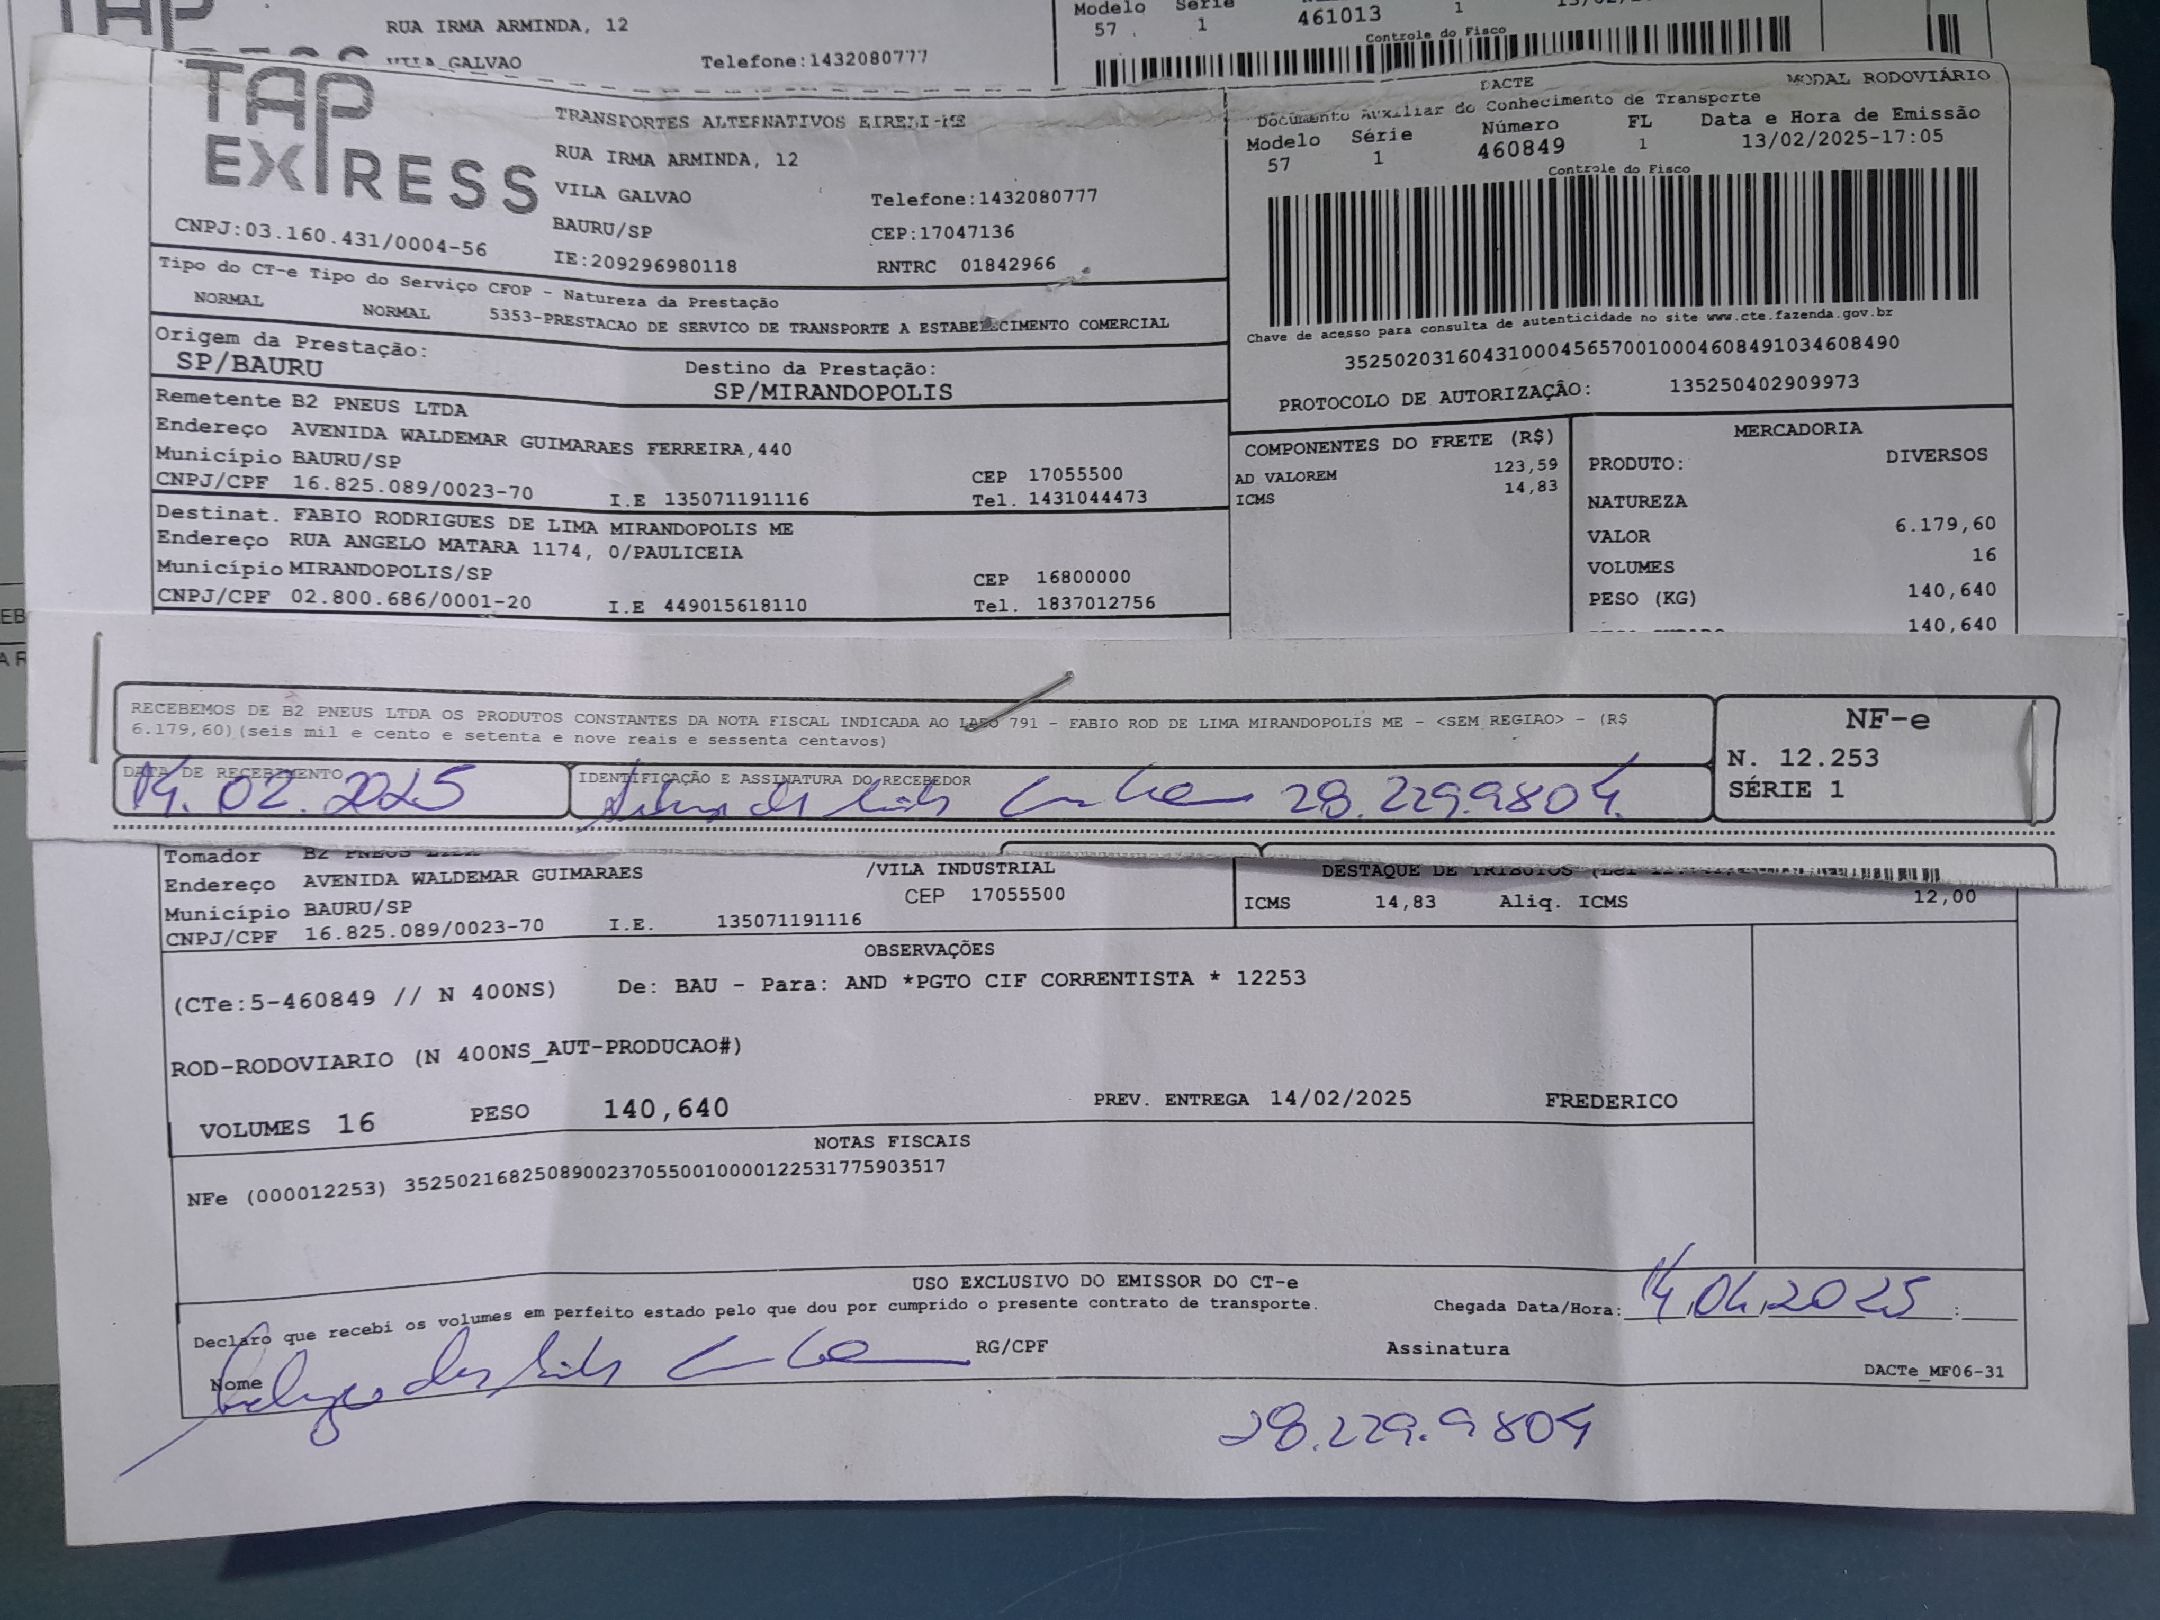 RUA IRMA ARMINDA, 12
VILA GALVAO Telefone:1432080777
Modelo Série
57 1 461013 1
Controle do Fisco
TAP EXPRESS
TRANSPORTES ALTERNATIVOS EIRELI-ME
RUA IRMA ARMINDA, 12
VILA GALVAO Telefone:1432080777
BAURU/SP CEP:17047136
CNPJ:03.160.431/0004-56 IE:209296980118 RNTRC 01842966
DACTE MODAL RODOVIÁRIO
Documento Auxiliar do Conhecimento de Transporte
Modelo Série Número FL Data e Hora de Emissão
57 1 460849 1 13/02/2025-17:05
Controle do Fisco
Chave de acesso para consulta de autenticidade no site www.cte.fazenda.gov.br
35250203160431000456570010004608491034608490
PROTOCOLO DE AUTORIZAÇÃO: 135250402909973
Tipo do CT-e Tipo do Serviço CFOP - Natureza da Prestação
NORMAL NORMAL 5353-PRESTACAO DE SERVICO DE TRANSPORTE A ESTABELECIMENTO COMERCIAL
Origem da Prestação: Destino da Prestação:
SP/BAURU SP/MIRANDOPOLIS
Remetente B2 PNEUS LTDA
Endereço AVENIDA WALDEMAR GUIMARAES FERREIRA,440
Município BAURU/SP CEP 17055500
CNPJ/CPF 16.825.089/0023-70 I.E 135071191116 Tel. 1431044473
Destinat. FABIO RODRIGUES DE LIMA MIRANDOPOLIS ME
Endereço RUA ANGELO MATARA 1174, 0/PAULICEIA
Município MIRANDOPOLIS/SP CEP 16800000
CNPJ/CPF 02.800.686/0001-20 I.E 449015618110 Tel. 1837012756
COMPONENTES DO FRETE (R$)
AD VALOREM 123,59
ICMS 14,83
MERCADORIA
PRODUTO: DIVERSOS
NATUREZA
VALOR 6.179,60
VOLUMES 16
PESO (KG) 140,640
140,640
RECEBEMOS DE B2 PNEUS LTDA OS PRODUTOS CONSTANTES DA NOTA FISCAL INDICADA AO LADO 791 - FABIO ROD DE LIMA MIRANDOPOLIS ME - <SEM REGIAO> - (R$
6.179,60)(seis mil e cento e setenta e nove reais e sessenta centavos)
DATA DE RECEBIMENTO IDENTIFICAÇÃO E ASSINATURA DO RECEBEDOR
14.02.2025 28.229.9804
NF-e
N. 12.253
SÉRIE 1
Tomador B2 PNEUS LTDA
Endereço AVENIDA WALDEMAR GUIMARAES /VILA INDUSTRIAL
Município BAURU/SP CEP 17055500
CNPJ/CPF 16.825.089/0023-70 I.E. 135071191116
DESTAQUE DE TRIBUTOS
ICMS 14,83 Aliq. ICMS 12,00
OBSERVAÇÕES
(CTe:5-460849 // N 400NS) De: BAU - Para: AND *PGTO CIF CORRENTISTA * 12253
ROD-RODOVIARIO (N 400NS_AUT-PRODUCAO#)
VOLUMES 16 PESO 140,640 PREV. ENTREGA 14/02/2025 FREDERICO
NOTAS FISCAIS
NFe (000012253) 35250216825089002370550010000122531775903517
USO EXCLUSIVO DO EMISSOR DO CT-e
Declaro que recebi os volumes em perfeito estado pelo que dou por cumprido o presente contrato de transporte. Chegada Data/Hora: 14.02.2025 :
Nome RG/CPF Assinatura
DACTe_MF06-31
28.229.9804